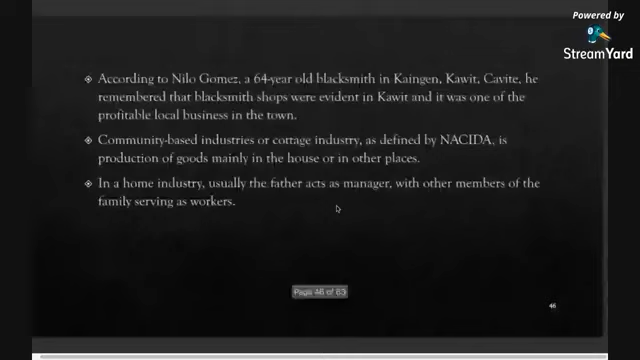 Powered by
StreamYard
According to Nilo Gomez, a 64-year old blacksmith in Kaingen, Kawit, Cavite, he
remembered that blacksmith shops were evident in Kawit and it was one of the
profitable local business in the town.
Community-based industries or cottage industry, as defined by NACIDA, is
production of goods mainly in the house or in other places.
In a home industry, usually the father acts as manager, with other members of the
family serving as workers.
Page 46 of 63
46